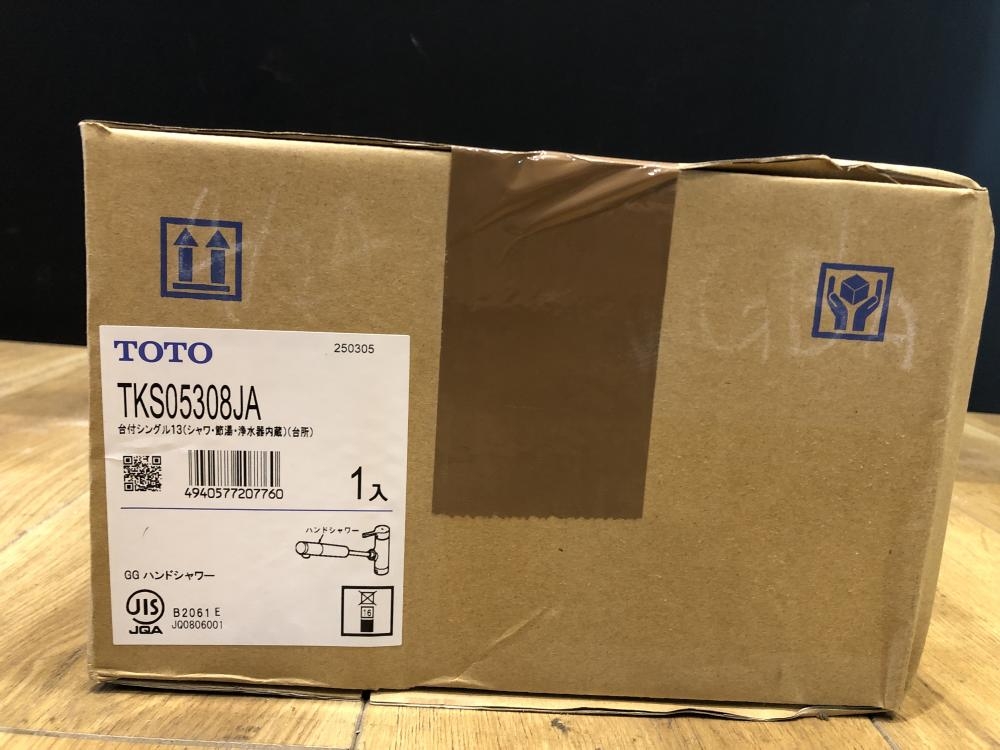 TOTO
250305
TKS05308JA
台付シングル13(シャワ・節湯・浄水器内蔵)(台所)
4940577207760
1入
ハンドシャワー
GG ハンドシャワー
JIS
JQA
B2061 E
JQ0806001
16